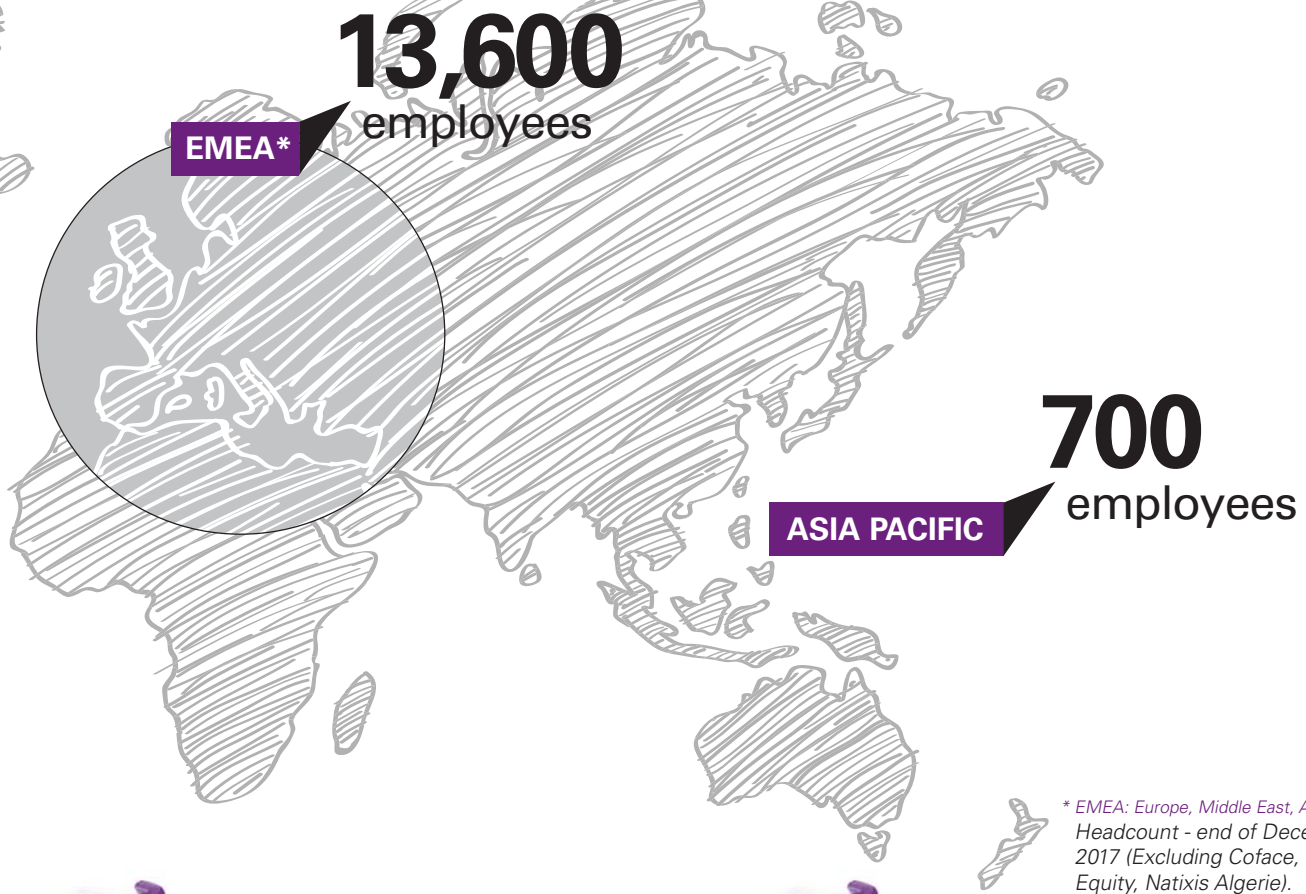 13,600
employees
EMEA*
700
employees
ASIA PACIFIC
* EMEA: Europe, Middle East,
Headcount - end of
2017 (Excluding Coface,
Equity, Natixis Algerie).